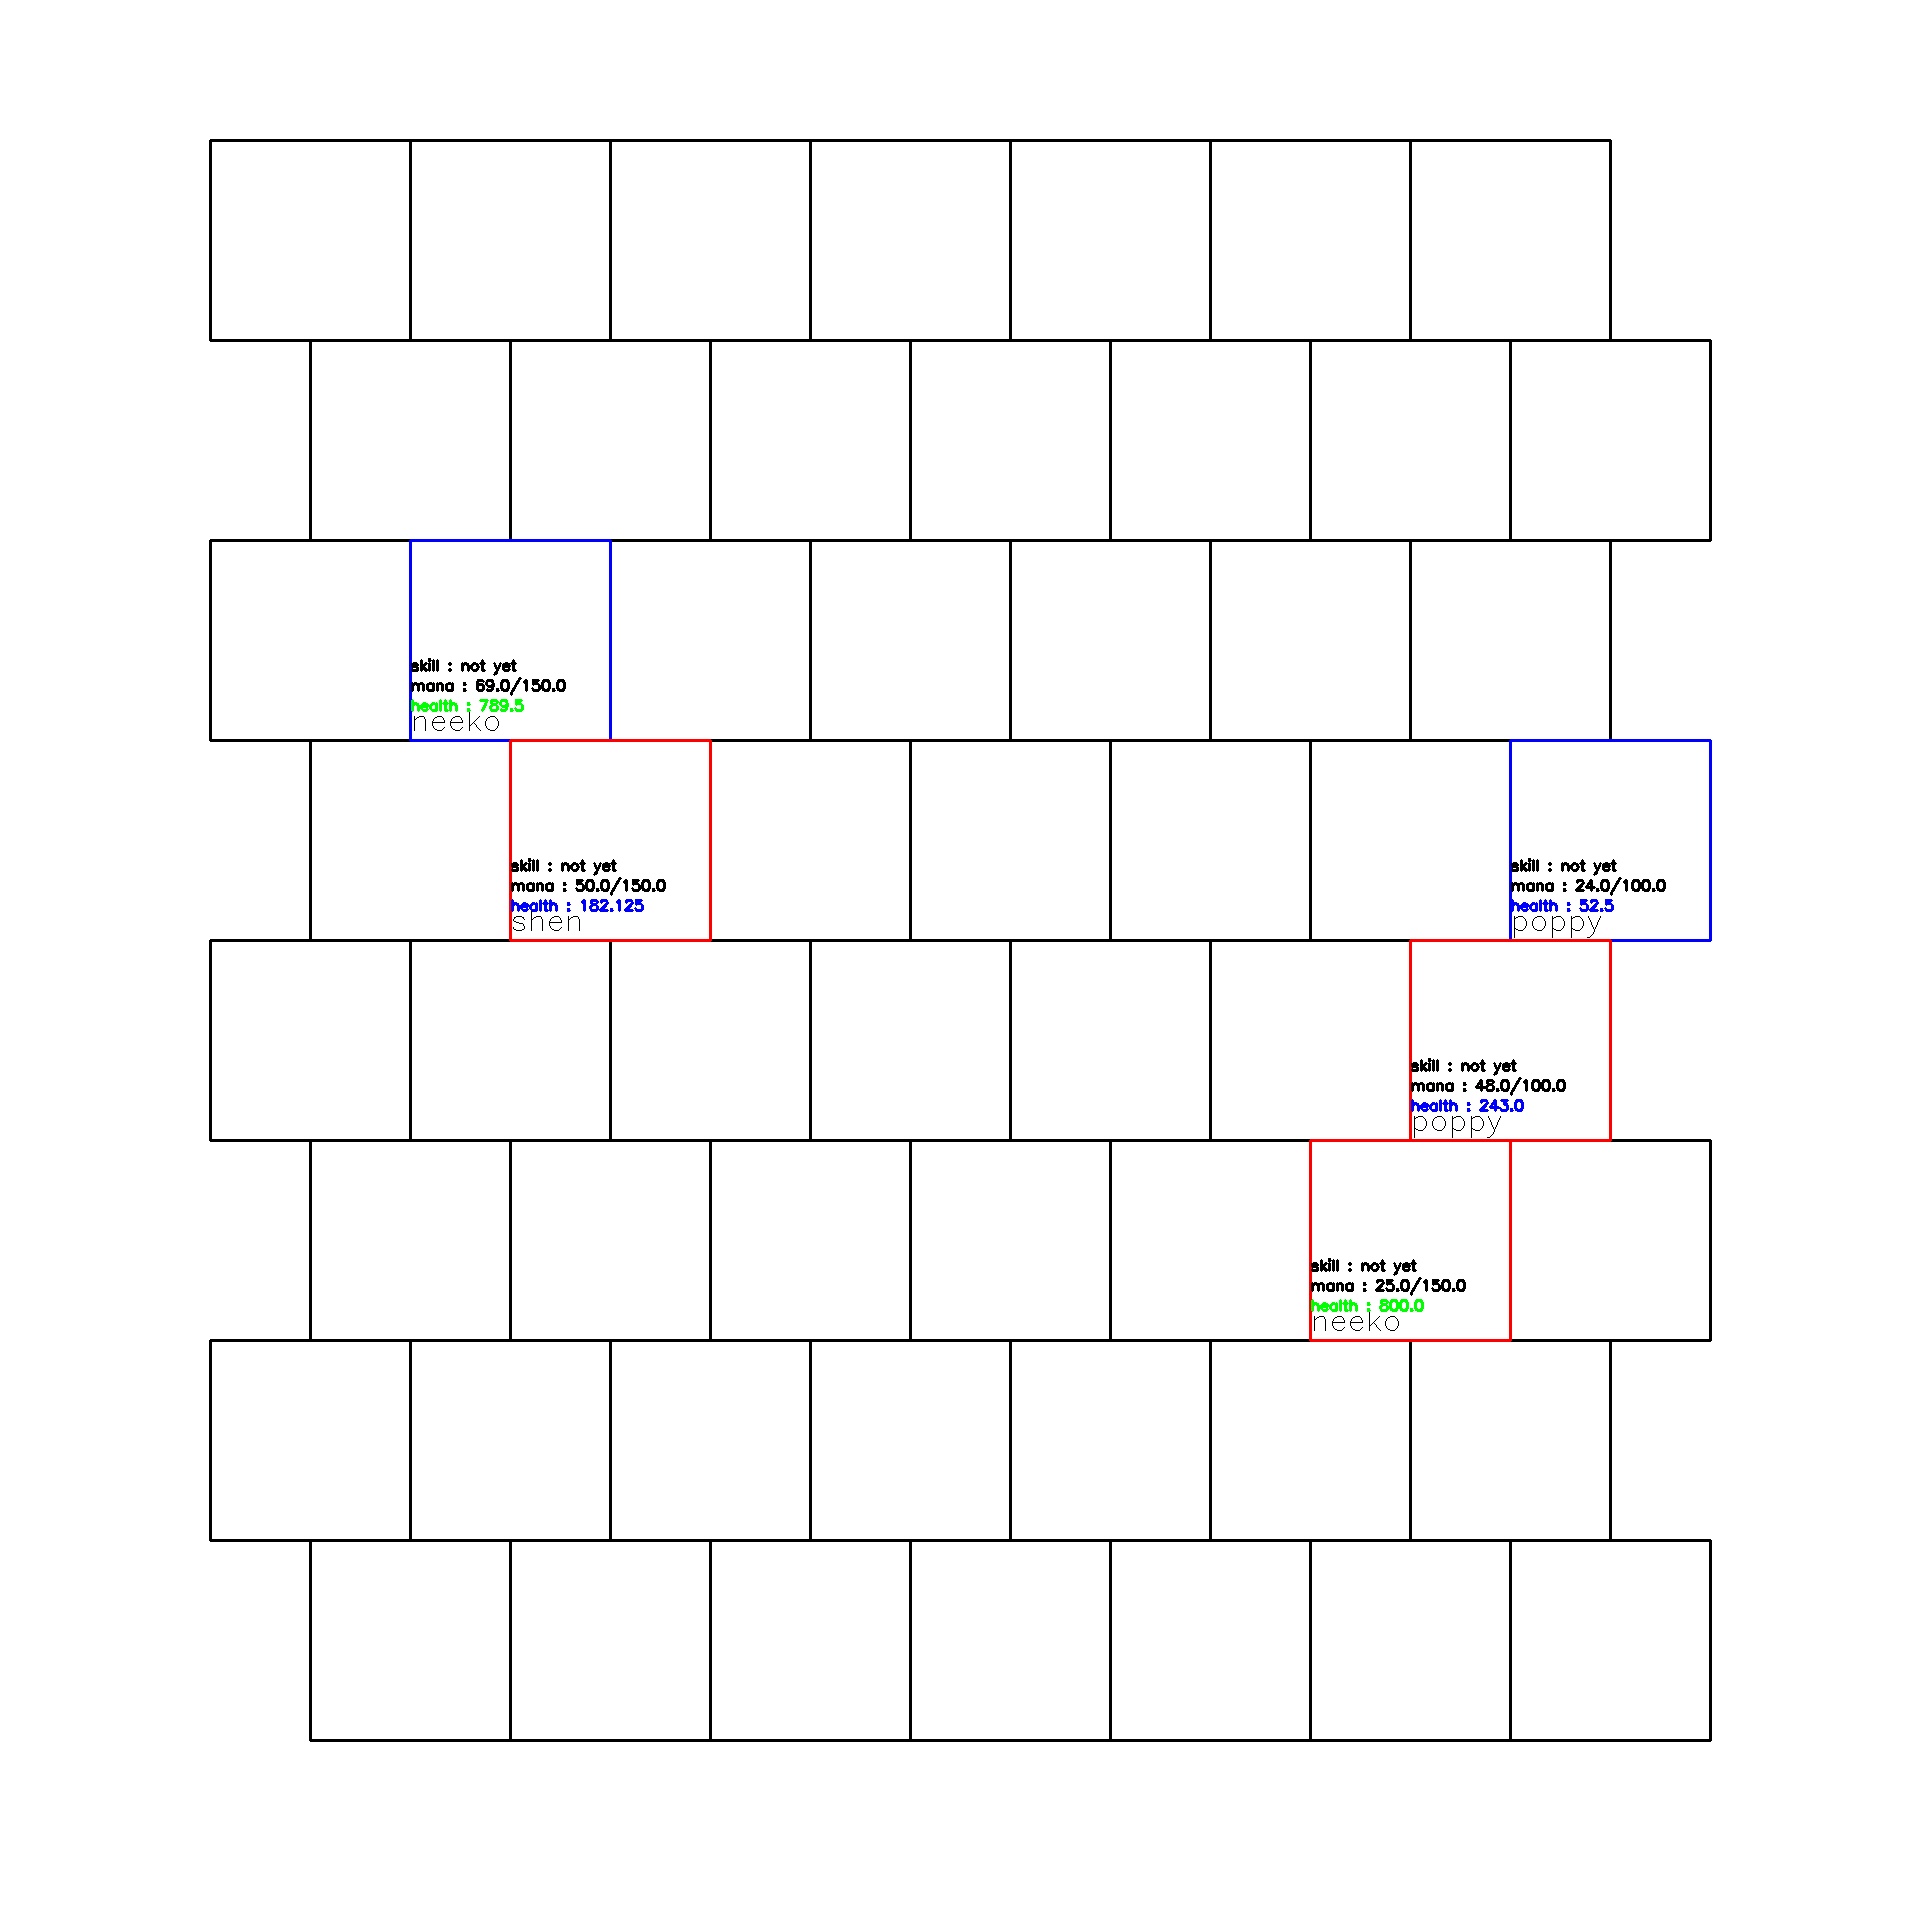 skill : not yet
mana : 69.0/150.0
health : 789.5
neeko
skill : not yet
mana : 50.0/150.0
health : 182.125
shen
skill : not yet
mana : 24.0/100.0
health : 52.5
poppy
skill : not yet
mana : 48.0/100.0
health : 243.0
poppy
skill : not yet
mana : 25.0/150.0
health : 800.0
neeko